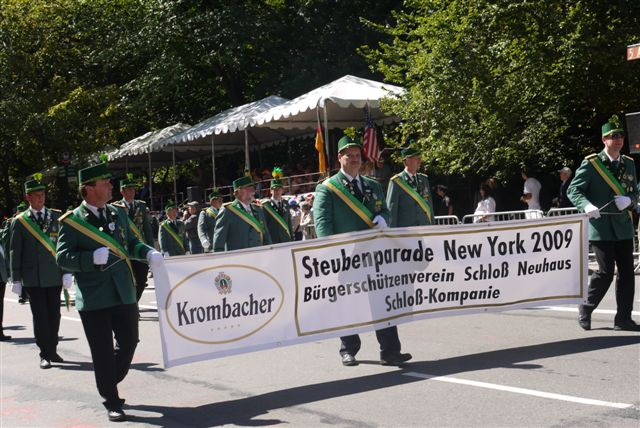 Krombacher
Steubenparade New York 2009
Bürgerschützenverein Schloß Neuhaus
Schloß-Kompanie